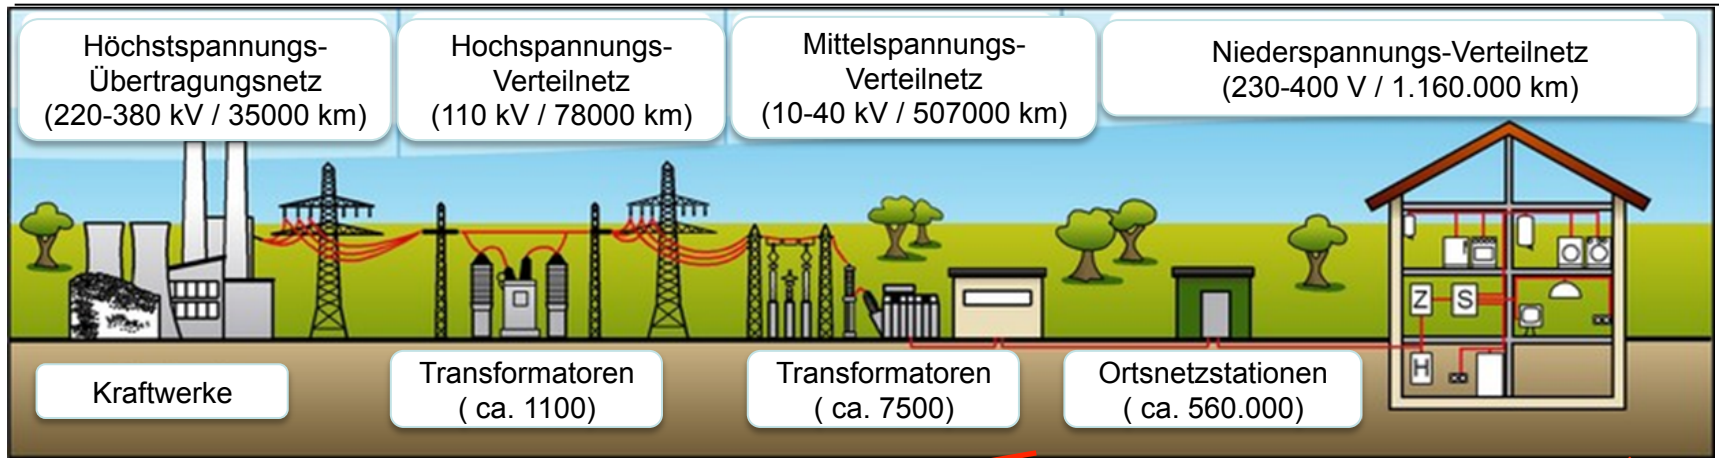 Höchstspannungs-
Übertragungsnetz
(220-380 kV / 35000 km)
Hochspannungs-
Verteilnetz
(110 kV / 78000 km)
Mittelspannungs-
Verteilnetz
(10-40 kV / 507000 km)
Niederspannungs-Verteilnetz
(230-400 V / 1.160.000 km)
Z
S
H
Kraftwerke
Transformatoren
( ca. 1100)
Transformatoren
( ca. 7500)
Ortsnetzstationen
( ca. 560.000)